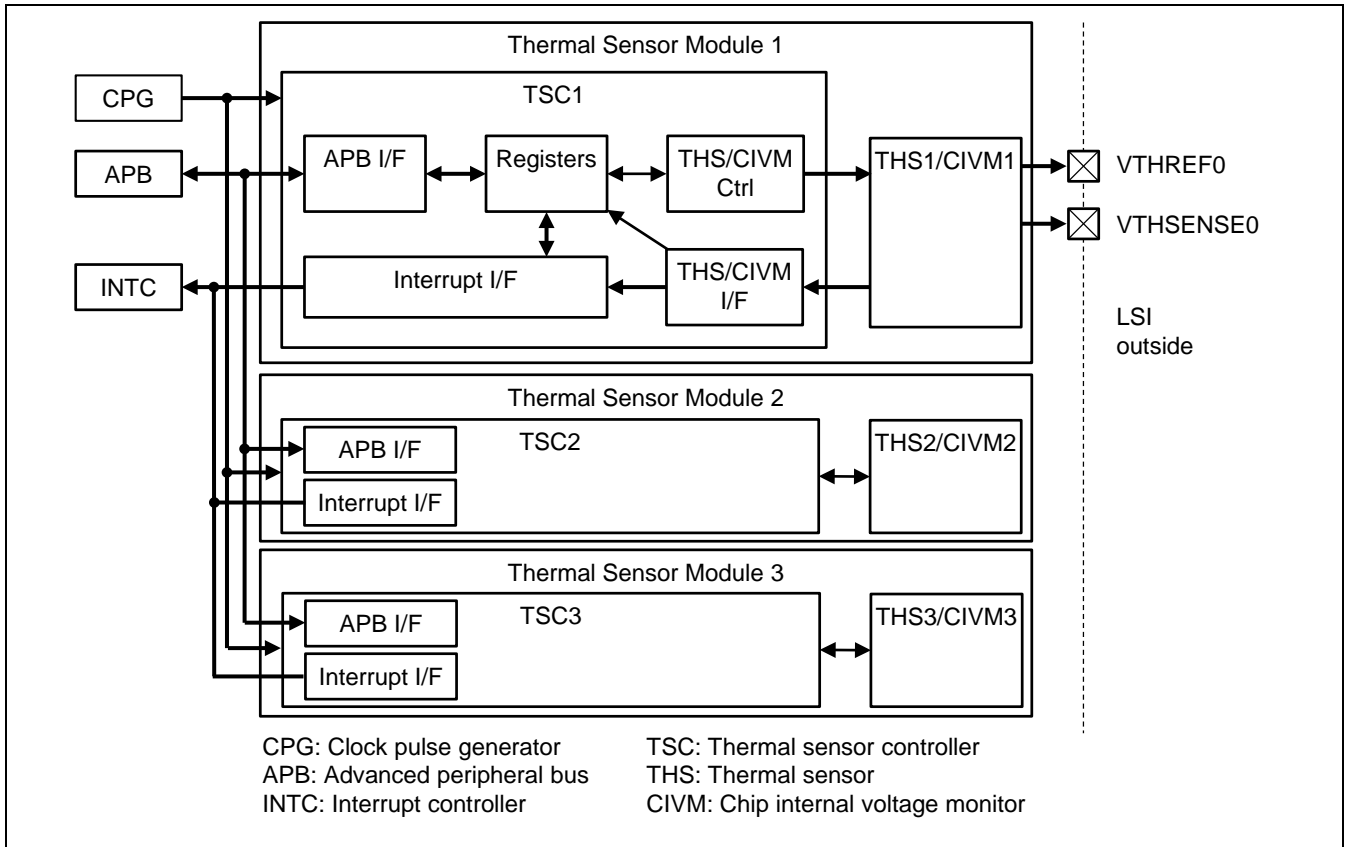 Thermal Sensor Module 1
CPG
TSC1
APB
APB I/F
Registers
THS/CIVM
Ctrl
THS1/CIVM1
VTHREF0
VTHSENSE0
INTC
Interrupt I/F
THS/CIVM
I/F
LSI
outside
Thermal Sensor Module 2
TSC2
APB I/F
Interrupt I/F
THS2/CIVM2
Thermal Sensor Module 3
TSC3
APB I/F
Interrupt I/F
THS3/CIVM3
CPG: Clock pulse generator
APB: Advanced peripheral bus
INTC: Interrupt controller
TSC: Thermal sensor controller
THS: Thermal sensor
CIVM: Chip internal voltage monitor